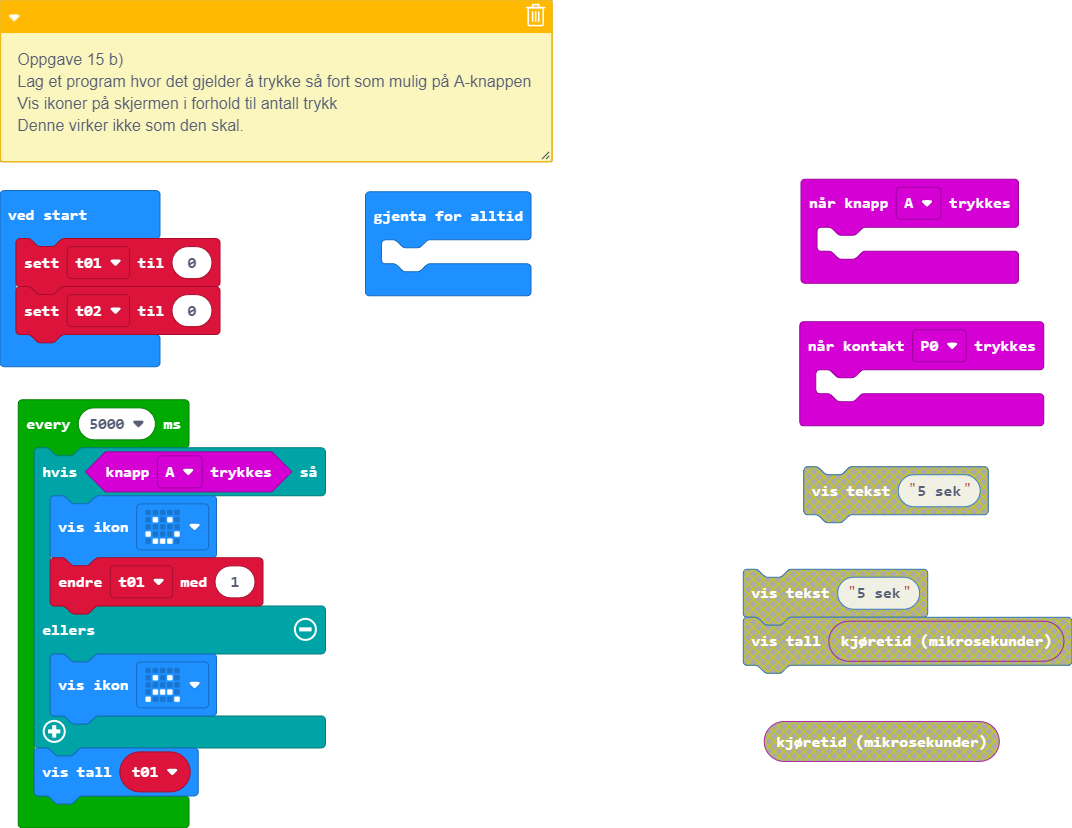 Oppgave 15 b)
Lag et program hvor det gjelder å trykke så fort som mulig på A-knappen
Vis ikoner på skjermen i forhold til antall trykk
Denne virker ikke som den skal.
ved start
sett t01 til 0
sett t02 til 0
gjenta for alltid
når knapp A trykkes
når kontakt P0 trykkes
every 5000 ms
hvis knapp A trykkes så
vis ikon
endre t01 med 1
ellers
vis ikon
vis tall t01
vis tekst "5 sek"
vis tekst "5 sek"
vis tall kjøretid (mikrosekunder)
kjøretid (mikrosekunder)